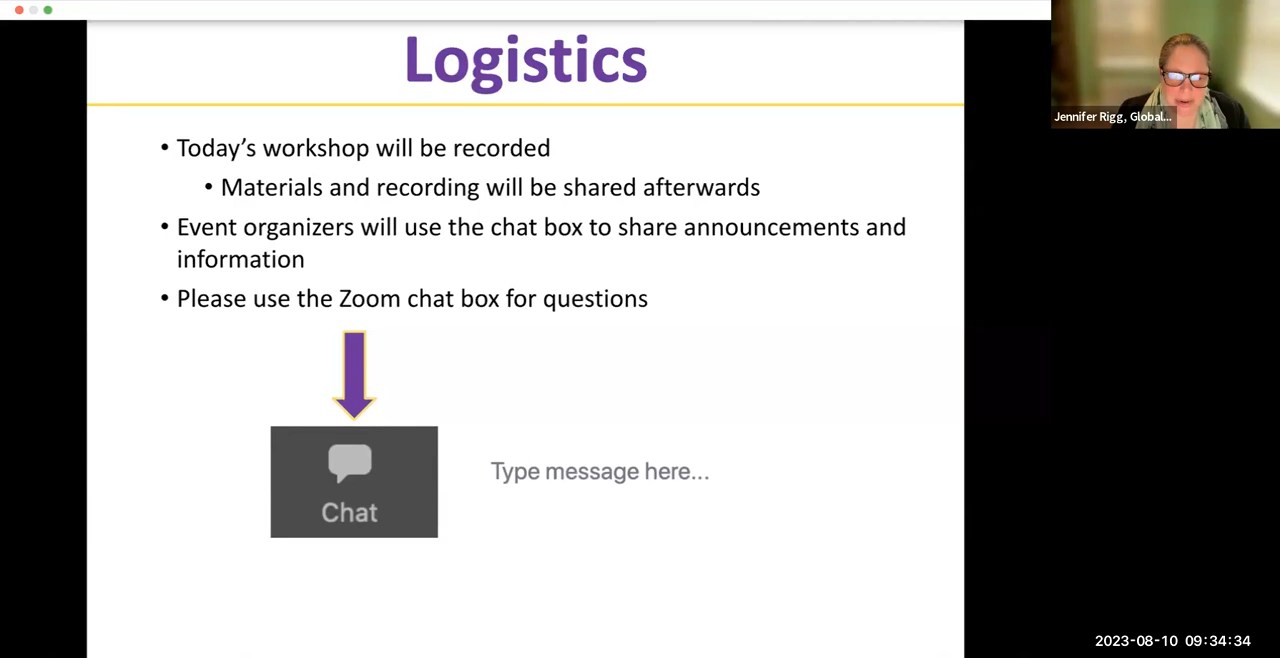 Logistics
• Today’s workshop will be recorded
• Materials and recording will be shared afterwards
• Event organizers will use the chat box to share announcements and
information
• Please use the Zoom chat box for questions
Chat
Type message here...
Jennifer Rigg, Global...
2023-08-10 09:34:34